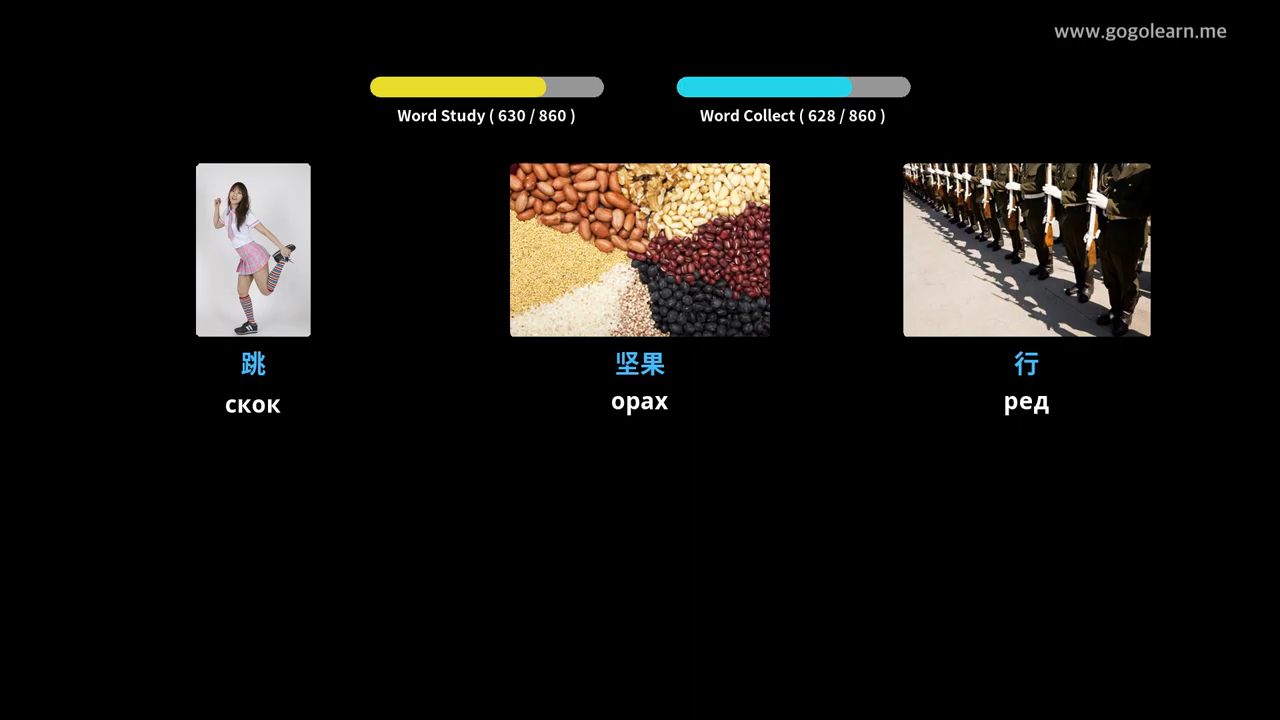 www.gogolearn.me
Word Study ( 630 / 860 )
Word Collect ( 628 / 860 )
跳
скок
坚果
орах
行
ред